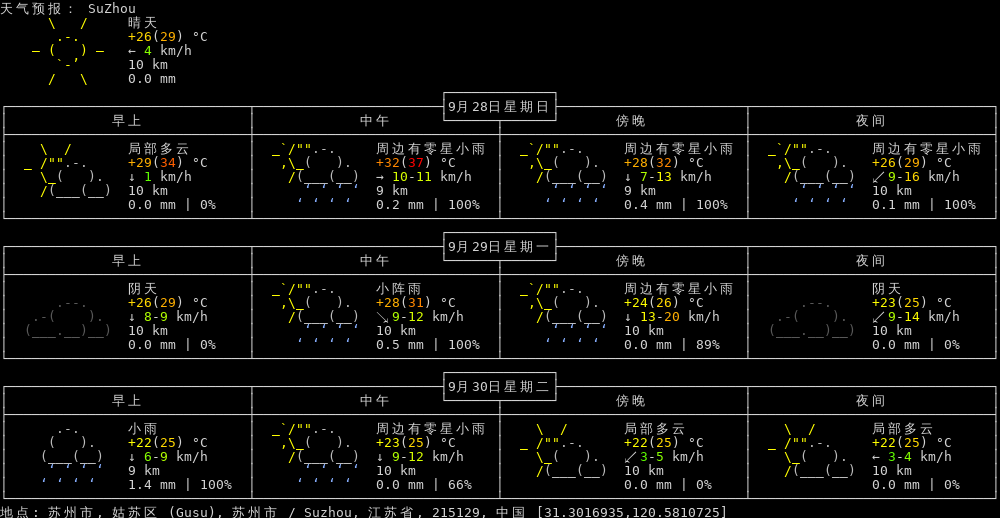 天气预报： SuZhou
晴天
+26(29) °C
← 4 km/h
10 km
0.0 mm
9月28日星期日
早上 中午 傍晚 夜间
局部多云 周边有零星小雨 周边有零星小雨 周边有零星小雨
+29(34) °C +32(37) °C +28(32) °C +26(29) °C
↓ 1 km/h → 10-11 km/h ↓ 7-13 km/h ↙ 9-16 km/h
10 km 9 km 9 km 10 km
0.0 mm | 0% 0.2 mm | 100% 0.4 mm | 100% 0.1 mm | 100%
9月29日星期一
早上 中午 傍晚 夜间
阴天 小阵雨 周边有零星小雨 阴天
+26(29) °C +28(31) °C +24(26) °C +23(25) °C
↓ 8-9 km/h ↘ 9-12 km/h ↓ 13-20 km/h ↙ 9-14 km/h
10 km 10 km 10 km 10 km
0.0 mm | 0% 0.5 mm | 100% 0.0 mm | 89% 0.0 mm | 0%
9月30日星期二
早上 中午 傍晚 夜间
小雨 周边有零星小雨 局部多云 局部多云
+22(25) °C +23(25) °C +22(25) °C +22(25) °C
↓ 6-9 km/h ↓ 9-12 km/h ↙ 3-5 km/h ← 3-4 km/h
9 km 10 km 10 km 10 km
1.4 mm | 100% 0.0 mm | 66% 0.0 mm | 0% 0.0 mm | 0%
地点: 苏州市, 姑苏区 (Gusu), 苏州市 / Suzhou, 江苏省, 215129, 中国 [31.3016935,120.5810725]